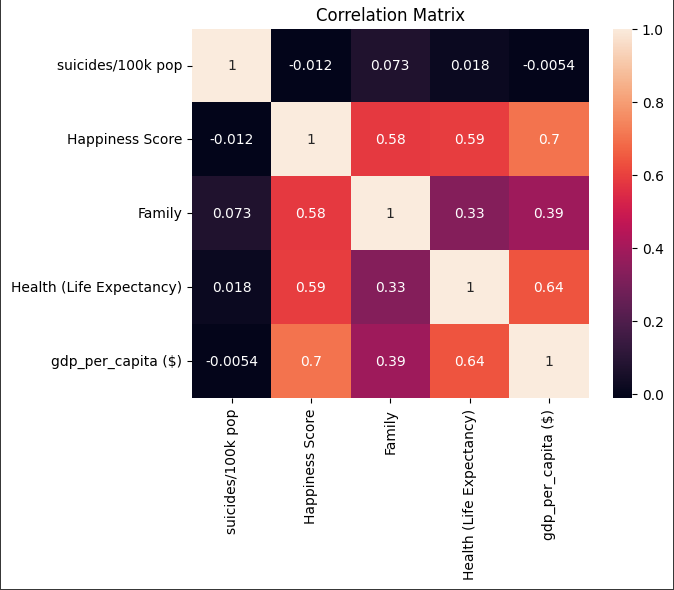 Correlation Matrix
suicides/100k pop 1 -0.012 0.073 0.018 -0.0054
Happiness Score -0.012 1 0.58 0.59 0.7
Family 0.073 0.58 1 0.33 0.39
Health (Life Expectancy) 0.018 0.59 0.33 1 0.64
gdp_per_capita ($) -0.0054 0.7 0.39 0.64 1
suicides/100k pop
Happiness Score
Family
Health (Life Expectancy)
gdp_per_capita ($)
1.0
0.8
0.6
0.4
0.2
0.0